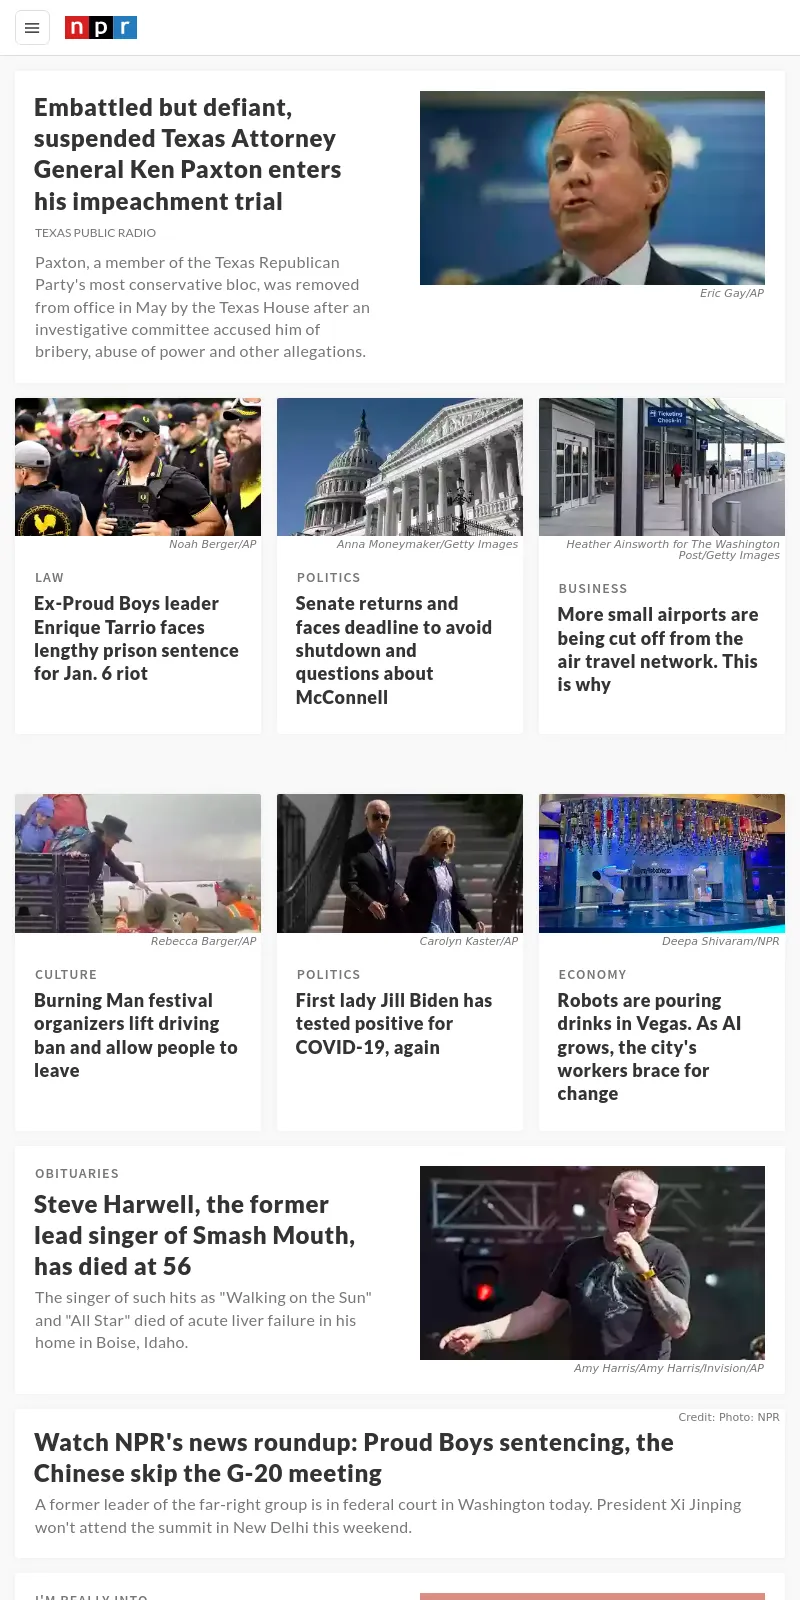 npr
Embattled but defiant,
suspended Texas Attorney
General Ken Paxton enters
his impeachment trial
TEXAS PUBLIC RADIO
Paxton, a member of the Texas Republican
Party's most conservative bloc, was removed
from office in May by the Texas House after an
investigative committee accused him of
bribery, abuse of power and other allegations.
Eric Gay/AP
Noah Berger/AP
LAW
Ex-Proud Boys leader
Enrique Tarrio faces
lengthy prison sentence
for Jan. 6 riot
Anna Moneymaker/Getty Images
POLITICS
Senate returns and
faces deadline to avoid
shutdown and
questions about
McConnell
Ticketing
Check-in
Heather Ainsworth for The Washington
Post/Getty Images
BUSINESS
More small airports are
being cut off from the
air travel network. This
is why
Rebecca Barger/AP
CULTURE
Burning Man festival
organizers lift driving
ban and allow people to
leave
Carolyn Kaster/AP
POLITICS
First lady Jill Biden has
tested positive for
COVID-19, again
Deepa Shivaram/NPR
ECONOMY
Robots are pouring
drinks in Vegas. As AI
grows, the city's
workers brace for
change
OBITUARIES
Steve Harwell, the former
lead singer of Smash Mouth,
has died at 56
The singer of such hits as "Walking on the Sun"
and "All Star" died of acute liver failure in his
home in Boise, Idaho.
Amy Harris/Amy Harris/Invision/AP
Credit: Photo: NPR
Watch NPR's news roundup: Proud Boys sentencing, the
Chinese skip the G-20 meeting
A former leader of the far-right group is in federal court in Washington today. President Xi Jinping
won't attend the summit in New Delhi this weekend.
I'M REALLY INTO